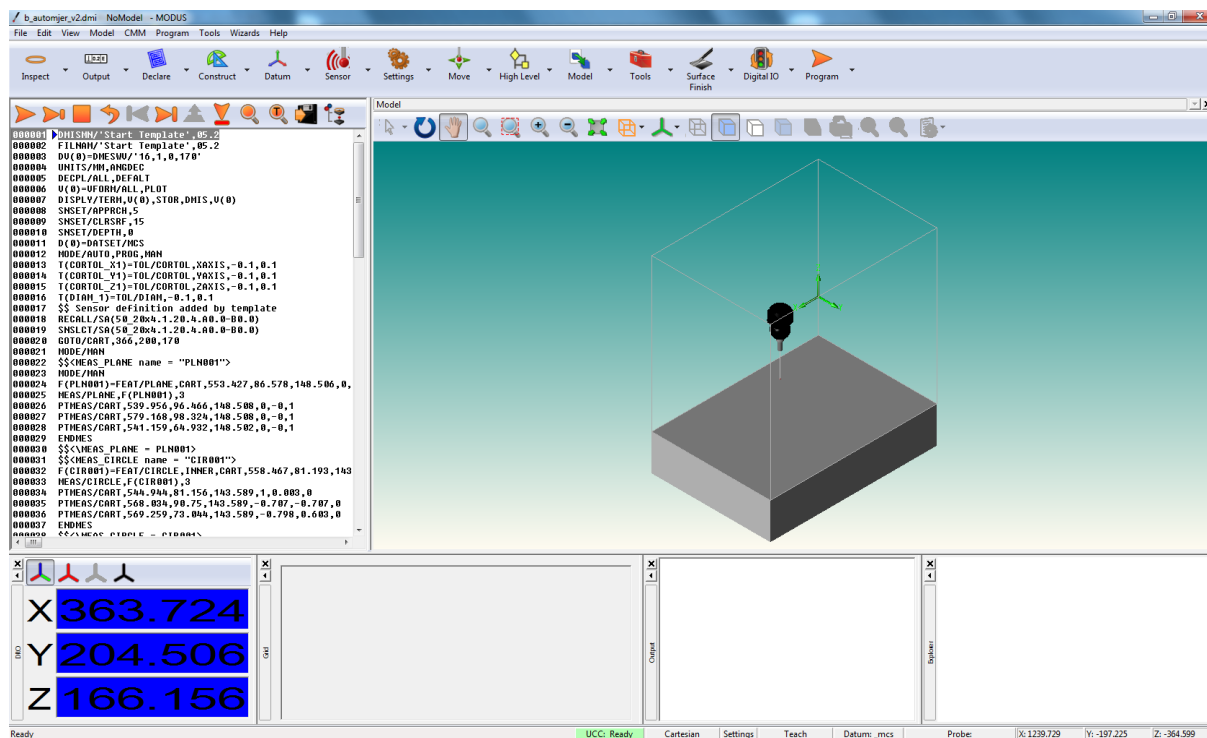 b_automjer_v2.dmi NoModel - MODUS
File Edit View Model CMM Program Tools Wizards Help
Inspect Output Declare Construct Datum Sensor Settings Move High Level Model Tools Surface Finish Digital IO Program
Model
000001 DMISMN/'Start Template',05.2
000002 FILNAM/'Start Template',05.2
000003 DV(0)=DMESWV/'16,1,0,170'
000004 UNITS/MM,ANGDEC
000005 DECPL/ALL,DEFALT
000006 V(0)=VFORM/ALL,PLOT
000007 DISPLY/TERM,V(0),STOR,DMIS,V(0)
000008 SNSET/APPRCH,5
000009 SNSET/CLRSRF,15
000010 SNSET/DEPTH,0
000011 D(0)=DATSET/MCS
000012 MODE/AUTO,PROG,MAN
000013 T(CORTOL_X1)=TOL/CORTOL,XAXIS,-0.1,0.1
000014 T(CORTOL_Y1)=TOL/CORTOL,YAXIS,-0.1,0.1
000015 T(CORTOL_Z1)=TOL/CORTOL,ZAXIS,-0.1,0.1
000016 T(DIAM_1)=TOL/DIAM,-0.1,0.1
000017 $$ Sensor definition added by template
000018 RECALL/SA(50_20x4.1.20.4.A0.0-B0.0)
000019 SNSLCT/SA(50_20x4.1.20.4.A0.0-B0.0)
000020 GOTO/CART,366,200,170
000021 MODE/MAN
000022 $$<MEAS_PLANE name = "PLN001">
000023 MODE/MAN
000024 F(PLN001)=FEAT/PLANE,CART,553.427,86.578,148.506,0,
000025 MEAS/PLANE,F(PLN001),3
000026 PTMEAS/CART,539.956,96.466,148.508,0,-0,1
000027 PTMEAS/CART,579.168,98.324,148.508,0,-0,1
000028 PTMEAS/CART,541.159,64.932,148.502,0,-0,1
000029 ENDMES
000030 $$<\MEAS_PLANE = PLN001>
000031 $$<MEAS_CIRCLE name = "CIR001">
000032 F(CIR001)=FEAT/CIRCLE,INNER,CART,558.467,81.193,143
000033 MEAS/CIRCLE,F(CIR001),3
000034 PTMEAS/CART,544.944,81.156,143.589,1,0.003,0
000035 PTMEAS/CART,568.034,90.75,143.589,-0.707,-0.707,0
000036 PTMEAS/CART,569.259,73.044,143.589,-0.798,0.603,0
000037 ENDMES
000038 $$<\MEAS_CIRCLE = CIR001>
DRO
X 363.724
Y 204.506
Z 166.156
Grid
Output
Explorer
Ready UCC: Ready Cartesian Settings Teach Datum: _mcs Probe: X: 1239.729 Y: -197.225 Z: -364.599